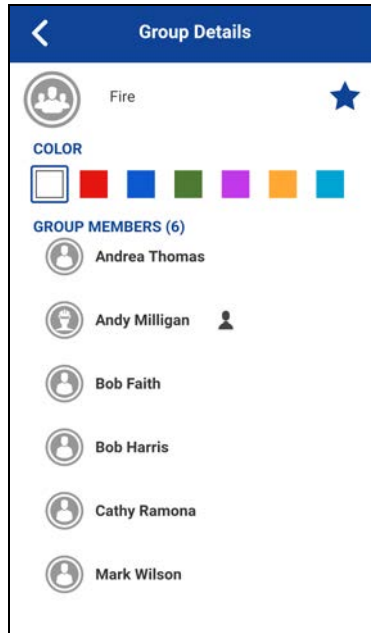 Group Details
Fire
COLOR
GROUP MEMBERS (6)
Andrea Thomas
Andy Milligan
Bob Faith
Bob Harris
Cathy Ramona
Mark Wilson